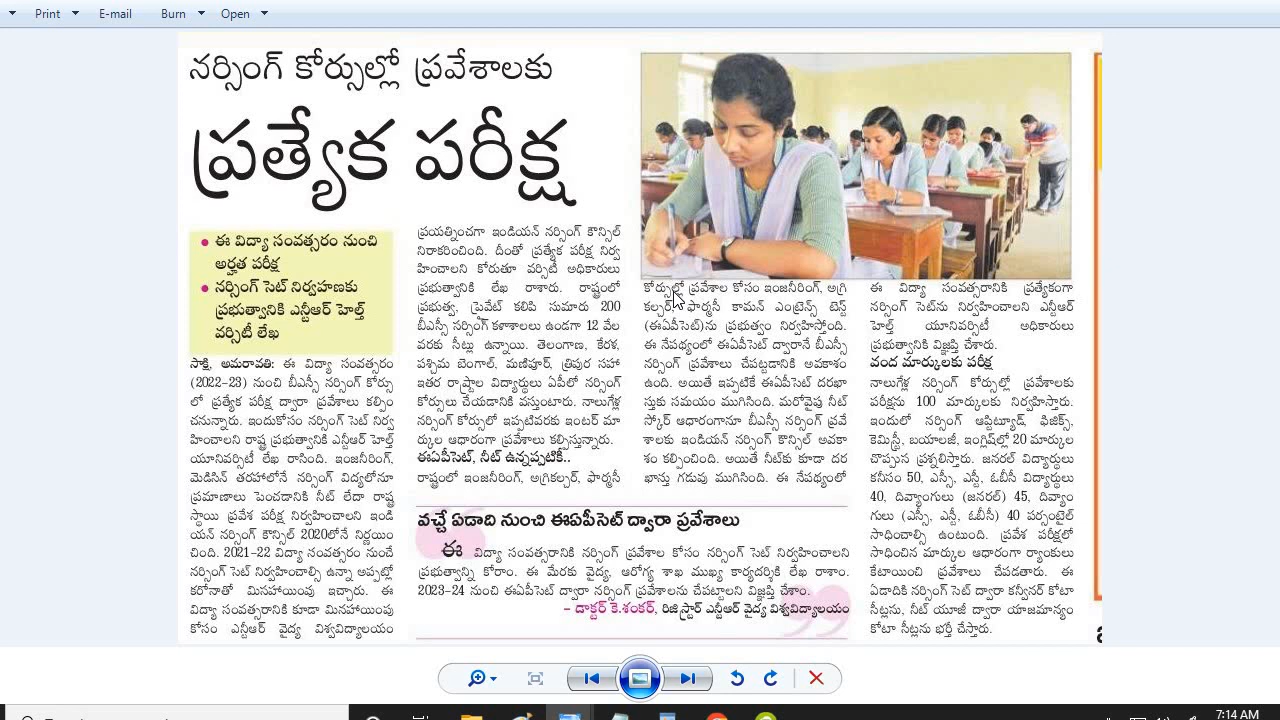 Print
E-mail
Burn
Open
నర్సింగ్ కోర్సుల్లో ప్రవేశాలకు
ప్రత్యేక పరీక్ష
● ఈ విద్యా సంవత్సరం నుంచి
అర్హత పరీక్ష
● నర్సింగ్ సెట్ నిర్వహణకు
ప్రభుత్వానికి ఎన్టీఆర్ హెల్త్
వర్సిటీ లేఖ
సాక్షి, అమరావతి: ఈ విద్యా సంవత్సరం
(2022–23) నుంచి బీఎస్సీ నర్సింగ్ కోర్సు
లో ప్రత్యేక పరీక్ష ద్వారా ప్రవేశాలు కల్పిం
చనున్నారు. ఇందుకోసం నర్సింగ్ సెట్ నిర్వ
హించాలని రాష్ట్ర ప్రభుత్వానికి ఎన్టీఆర్ హెల్త్
యూనివర్సిటీ లేఖ రాసింది. ఇంజనీరింగ్,
మెడిసిన్ తరహాలోనే నర్సింగ్ విద్యలోనూ
ప్రమాణాలు పెంచడానికి నీట్ లేదా రాష్ట్ర
స్థాయి ప్రవేశ పరీక్ష నిర్వహించాలని ఇండి
యన్ నర్సింగ్ కౌన్సిల్ 2020లోనే నిర్ణయిం
చింది. 2021–22 విద్యా సంవత్సరం నుంచే
నర్సింగ్ సెట్ నిర్వహించాల్సి ఉన్నా అప్పట్లో
కరోనాతో మినహాయింపు ఇచ్చారు. ఈ
విద్యా సంవత్సరానికి కూడా మినహాయింపు
కోసం ఎన్టీఆర్ వైద్య విశ్వవిద్యాలయం
ప్రయత్నించగా ఇండియన్ నర్సింగ్ కౌన్సిల్
నిరాకరించింది. దీంతో ప్రత్యేక పరీక్ష నిర్వ
హించాలని కోరుతూ వర్సిటీ అధికారులు
ప్రభుత్వానికి లేఖ రాశారు. రాష్ట్రంలో
ప్రభుత్వ, ప్రైవేట్ కలిపి సుమారు 200
బీఎస్సీ నర్సింగ్ కళాశాలలు ఉండగా 12 వేల
వరకు సీట్లు ఉన్నాయి. తెలంగాణ, కేరళ,
పశ్చిమ బెంగాల్, మణిపూర్, త్రిపుర సహా
ఇతర రాష్ట్రాల విద్యార్థులు ఏపీలో నర్సింగ్
కోర్సులు చేయడానికి వస్తుంటారు. నాలుగేళ్ల
నర్సింగ్ కోర్సులో ఇప్పటివరకు ఇంటర్ మా
ర్కుల ఆధారంగా ప్రవేశాలు కల్పిస్తున్నారు.
ఈఏపీసెట్, నీట్ ఉన్నప్పటికీ..
రాష్ట్రంలో ఇంజనీరింగ్, అగ్రికల్చర్, ఫార్మసీ
కోర్సుల్లో ప్రవేశాల కోసం ఇంజనీరింగ్, అగ్రి
కల్చర్, ఫార్మసీ కామన్ ఎంట్రెన్స్ టెస్ట్
(ఈఏపీసెట్)ను ప్రభుత్వం నిర్వహిస్తోంది.
ఈ నేపథ్యంలో ఈఏపీసెట్ ద్వారానే బీఎస్సీ
నర్సింగ్ ప్రవేశాలు చేపట్టడానికి అవకాశం
ఉంది. అయితే ఇప్పటికే ఈఏపీసెట్ దరఖా
స్తుకు సమయం ముగిసింది. మరోవైపు నీట్
స్కోర్ ఆధారంగానూ బీఎస్సీ నర్సింగ్ ప్రవే
శాలకు ఇండియన్ నర్సింగ్ కౌన్సిల్ అవకా
శం కల్పించింది. అయితే నీట్‌కు కూడా దర
ఖాస్తు గడువు ముగిసింది. ఈ నేపథ్యంలో
ఈ విద్యా సంవత్సరానికి ప్రత్యేకంగా
నర్సింగ్ సెట్‌ను నిర్వహించాలని ఎన్టీఆర్
హెల్త్ యూనివర్సిటీ అధికారులు
ప్రభుత్వానికి విజ్ఞప్తి చేశారు.
వంద మార్కులకు పరీక్ష
నాలుగేళ్ల నర్సింగ్ కోర్సుల్లో ప్రవేశాలకు
పరీక్షను 100 మార్కులకు నిర్వహిస్తారు.
ఇందులో నర్సింగ్ ఆప్టిట్యూడ్, ఫిజిక్స్,
కెమిస్ట్రీ, బయాలజీ, ఇంగ్లిష్‌ల్లో 20 మార్కుల
చొప్పున ప్రశ్నలిస్తారు. జనరల్ విద్యార్థులు
కనీసం 50, ఎస్సీ, ఎస్టీ, ఓబీసీ విద్యార్థులు
40, దివ్యాంగులు (జనరల్) 45, దివ్యాం
గులు (ఎస్సీ, ఎస్టీ, ఓబీసీ) 40 పర్సంటైల్
సాధించాల్సి ఉంటుంది. ప్రవేశ పరీక్షలో
సాధించిన మార్కుల ఆధారంగా ర్యాంకులు
కేటాయించి ప్రవేశాలు చేపడతారు. ఈ
ఏడాదికి నర్సింగ్ సెట్ ద్వారా కన్వీనర్ కోటా
సీట్లను, నీట్ యూజీ ద్వారా యాజమాన్యం
కోటా సీట్లను భర్తీ చేస్తారు.
వచ్చే ఏడాది నుంచి ఈఏపీసెట్ ద్వారా ప్రవేశాలు
ఈ విద్యా సంవత్సరానికి నర్సింగ్ ప్రవేశాల కోసం నర్సింగ్ సెట్ నిర్వహించాలని
ప్రభుత్వాన్ని కోరాం. ఈ మేరకు వైద్య, ఆరోగ్య శాఖ ముఖ్య కార్యదర్శికి లేఖ రాశాం.
2023–24 నుంచి ఈఏపీసెట్ ద్వారా నర్సింగ్ ప్రవేశాలను చేపట్టాలని విజ్ఞప్తి చేశాం.
– డాక్టర్ కె.శంకర్, రిజిస్ట్రార్ ఎన్టీఆర్ వైద్య విశ్వవిద్యాలయం
7:14 AM